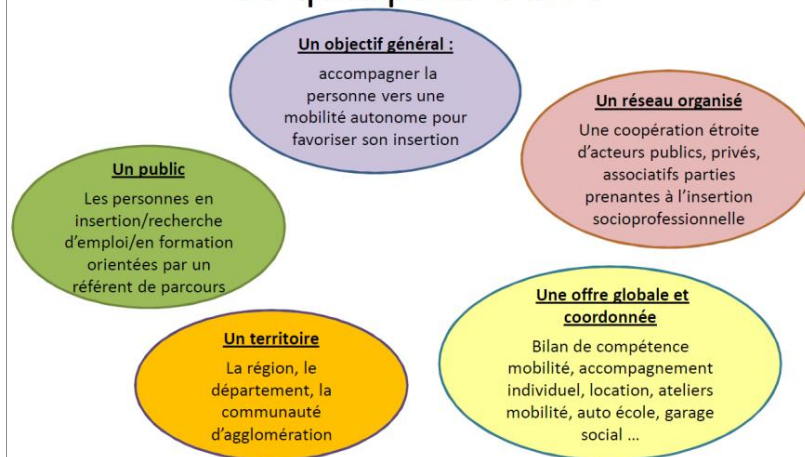 Un objectif général :
accompagner la
personne vers une
mobilité autonome pour
favoriser son insertion
Un réseau organisé
Une coopération étroite
d'acteurs publics, privés,
associatifs parties
prenantes à l'insertion
socioprofessionnelle
Un public
Les personnes en
insertion/recherche
d'emploi/en formation
orientées par un
référent de parcours
Une offre globale et
coordonnée
Bilan de compétence
mobilité, accompagnement
individuel, location, ateliers
mobilité, auto école, garage
social ...
Un territoire
La région, le
département, la
communauté
d'agglomération